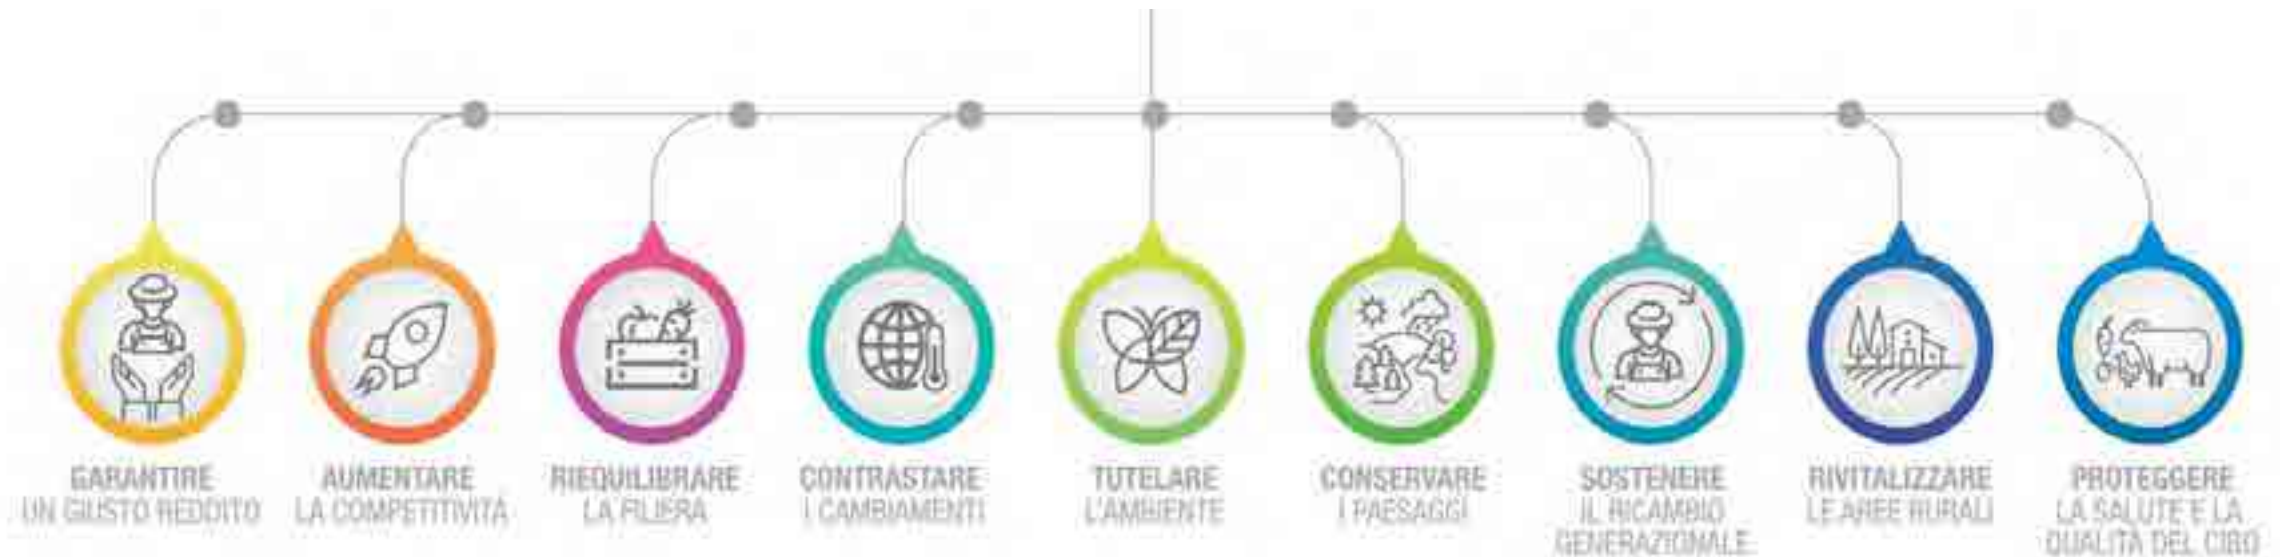 GARANTIRE
UN GIUSTO REDDITO
AUMENTARE
LA COMPETITIVITÀ
RIEQUILIBRARE
LA FILIERA
CONTRASTARE
I CAMBIAMENTI
TUTELARE
L'AMBIENTE
CONSERVARE
I PAESAGGI
SOSTENERE
IL RICAMBIO
GENERAZIONALE
RIVITALIZZARE
LE AREE RURALI
PROTEGGERE
LA SALUTE E LA
QUALITÀ DEL CIBO